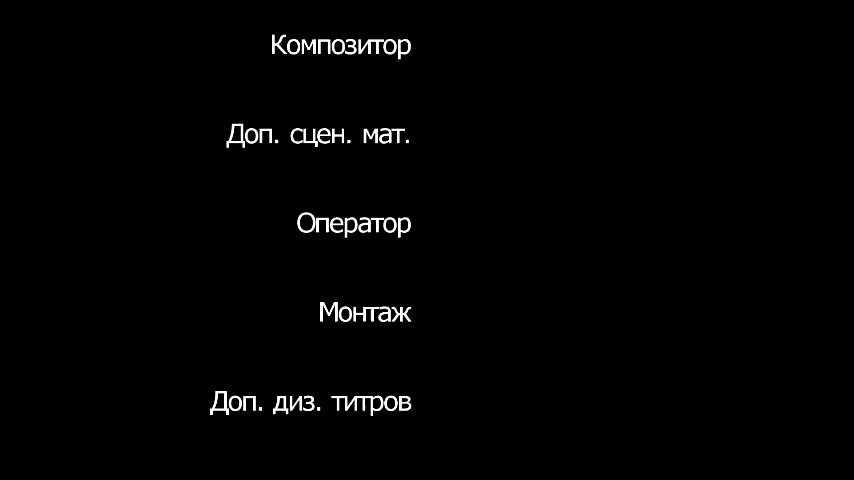 Композитор
Доп. сцен. мат.
Оператор
Монтаж
Доп. диз. титров